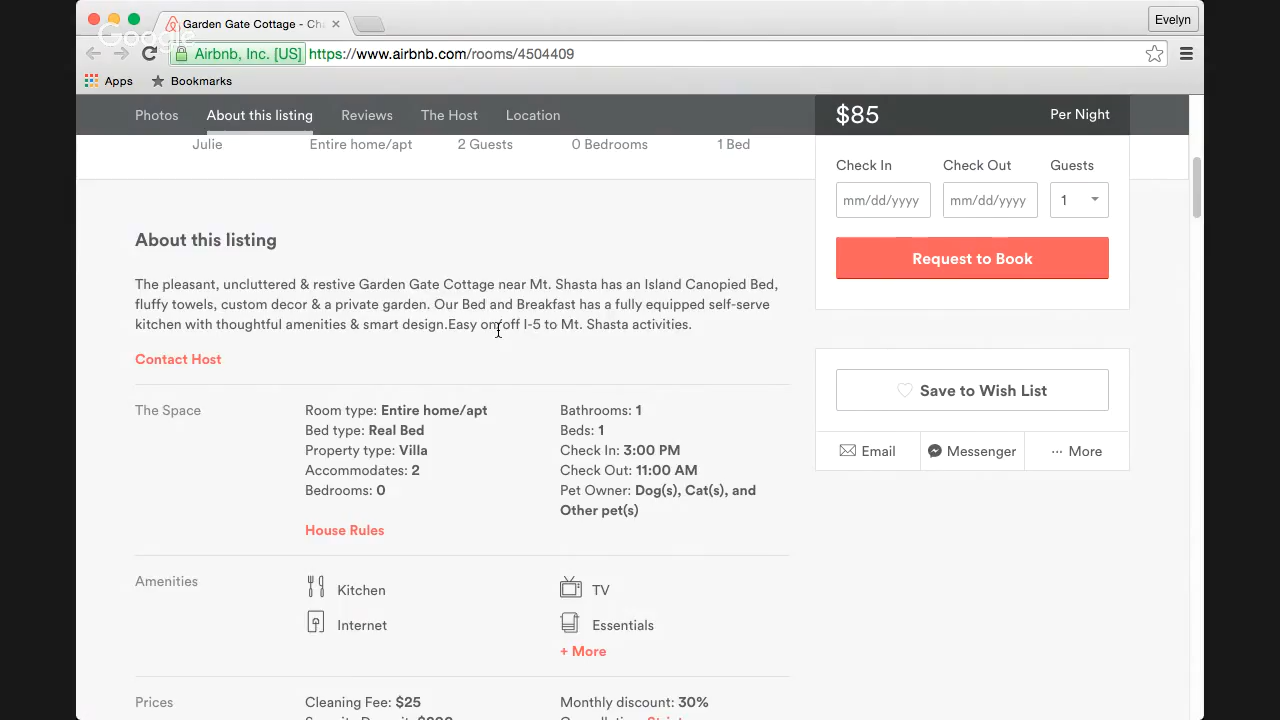 Garden Gate Cottage - Cha
Evelyn
Google
Airbnb, Inc. [US] https://www.airbnb.com/rooms/4504409
Apps Bookmarks
Photos About this listing Reviews The Host Location
$85 Per Night
Julie Entire home/apt 2 Guests 0 Bedrooms 1 Bed
Check In Check Out Guests
mm/dd/yyyy mm/dd/yyyy 1
Request to Book
About this listing
The pleasant, uncluttered & restive Garden Gate Cottage near Mt. Shasta has an Island Canopied Bed,
fluffy towels, custom decor & a private garden. Our Bed and Breakfast has a fully equipped self-serve
kitchen with thoughtful amenities & smart design.Easy on/off I-5 to Mt. Shasta activities.
Contact Host
Save to Wish List
Email Messenger ··· More
The Space
Room type: Entire home/apt
Bed type: Real Bed
Property type: Villa
Accommodates: 2
Bedrooms: 0
House Rules
Bathrooms: 1
Beds: 1
Check In: 3:00 PM
Check Out: 11:00 AM
Pet Owner: Dog(s), Cat(s), and
Other pet(s)
Amenities
Kitchen
Internet
TV
Essentials
+ More
Prices
Cleaning Fee: $25
Monthly discount: 30%